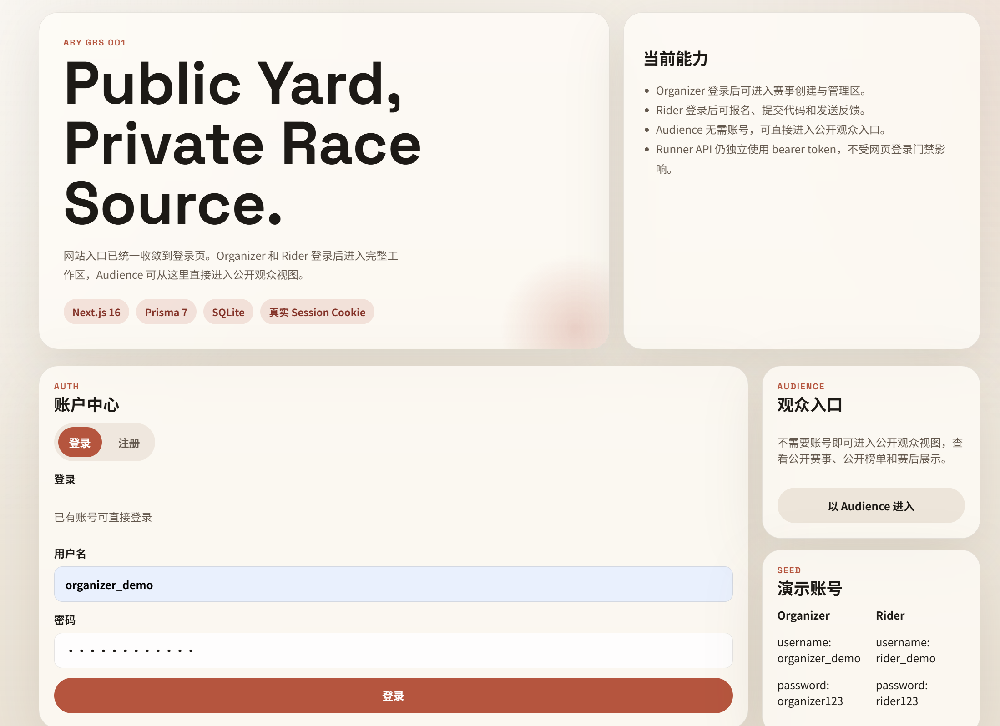 ARY GRS 001
Public Yard,
Private Race
Source.
网站入口已统一收敛到登录页。Organizer 和 Rider 登录后进入完整工
作区，Audience 可从这里直接进入公开观众视图。
Next.js 16
Prisma 7
SQLite
真实 Session Cookie
当前能力
Organizer 登录后可进入赛事创建与管理区。
Rider 登录后可报名、提交代码和发送反馈。
Audience 无需账号，可直接进入公开观众入口。
Runner API 仍独立使用 bearer token，不受网页登录门禁影
响。
AUTH
账户中心
登录
注册
登录
已有账号可直接登录
用户名
organizer_demo
密码
············
登录
AUDIENCE
观众入口
不需要账号即可进入公开观众视图，查
看公开赛事、公开榜单和赛后展示。
以 Audience 进入
SEED
演示账号
Organizer
username:
organizer_demo
password:
organizer123
Rider
username:
rider_demo
password:
rider123